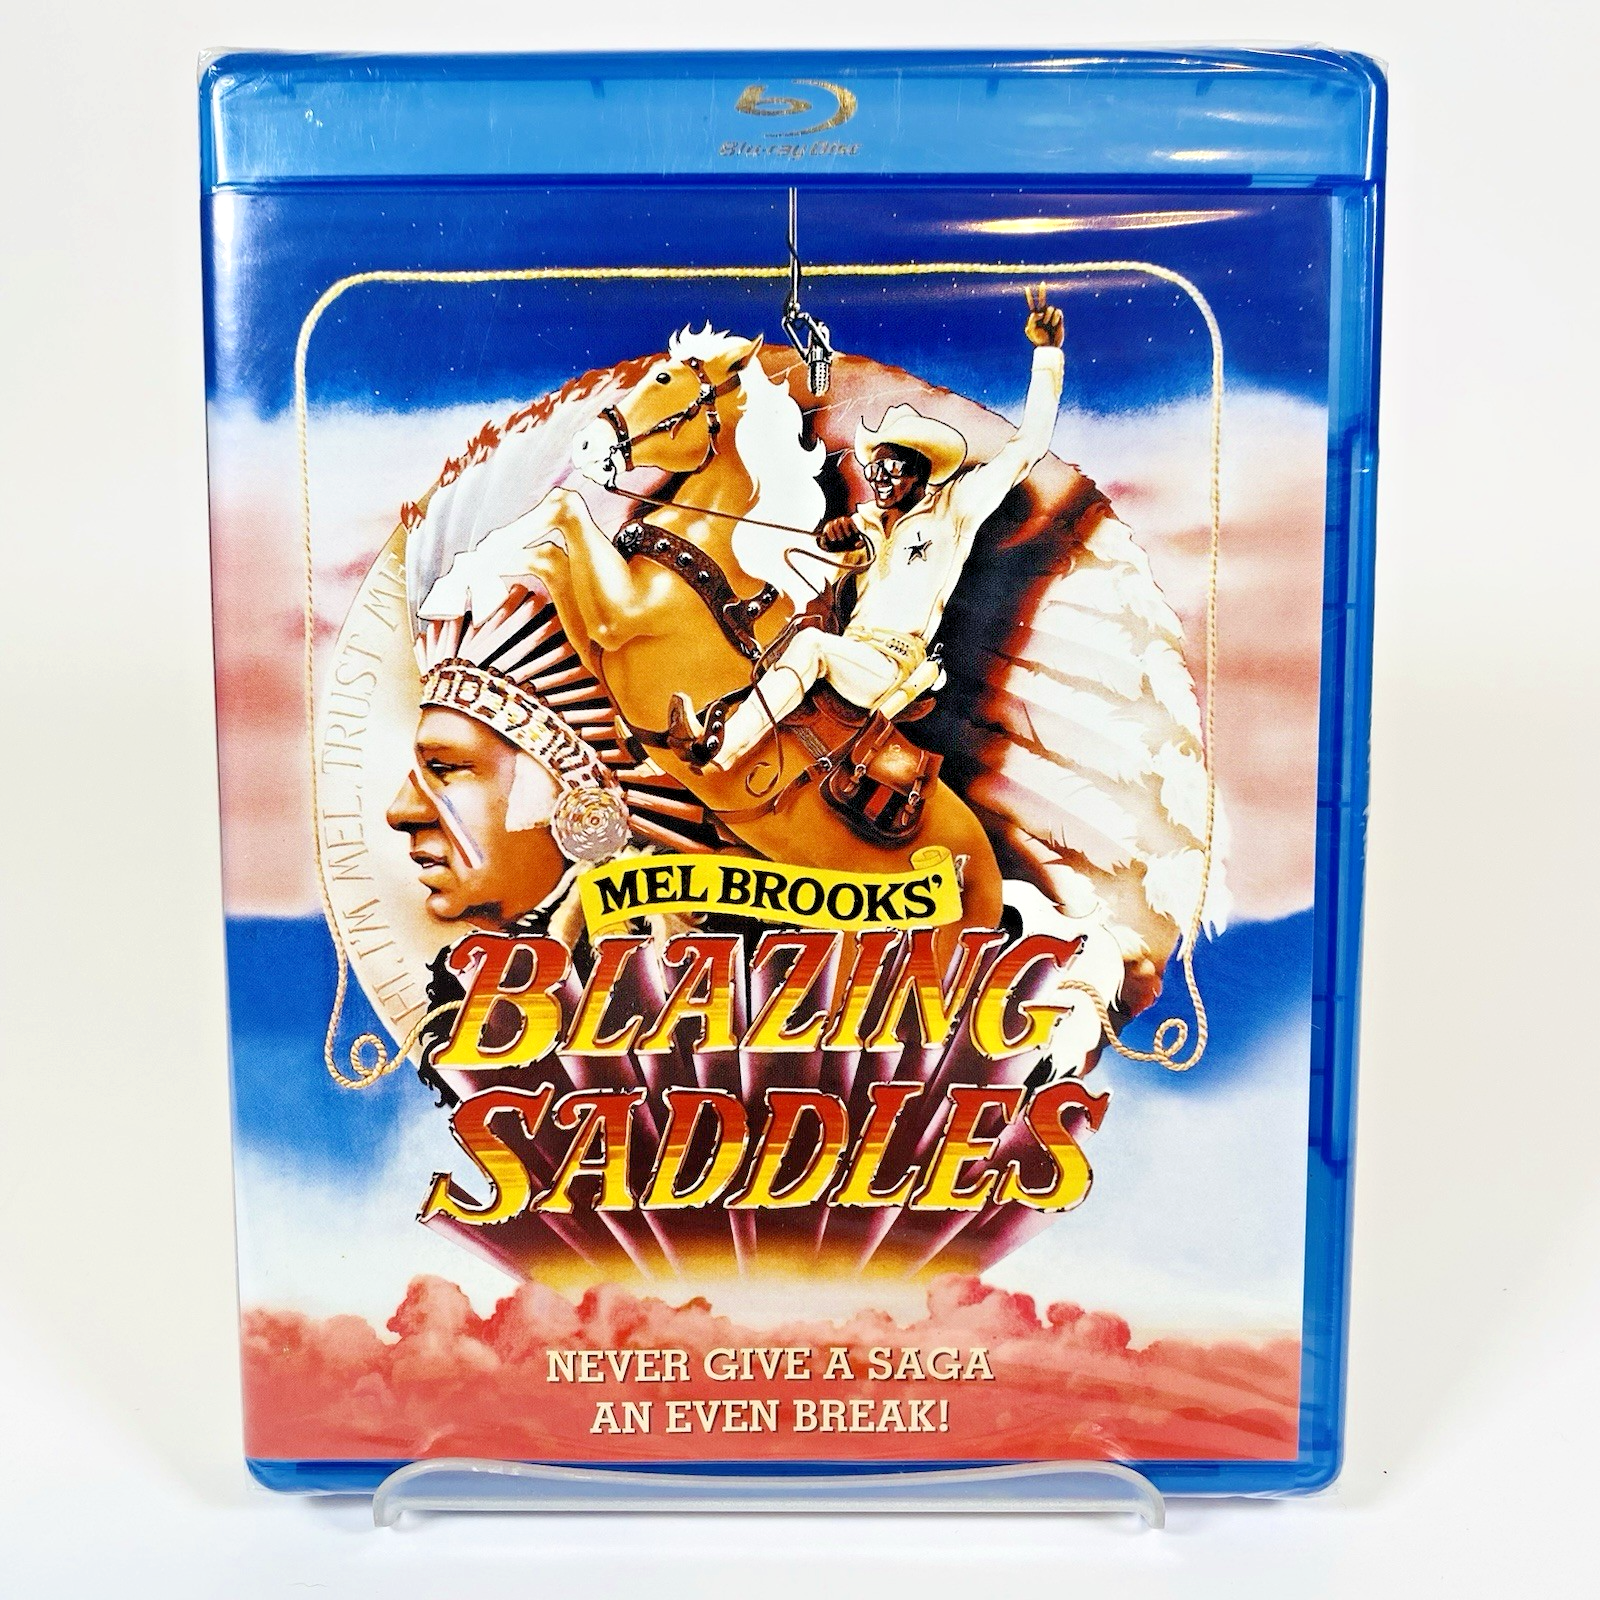 Blu-ray Disc
HI, I'M MEL, TRUST ME
MEL BROOKS'
BLAZING
SADDLES
NEVER GIVE A SAGA
AN EVEN BREAK!